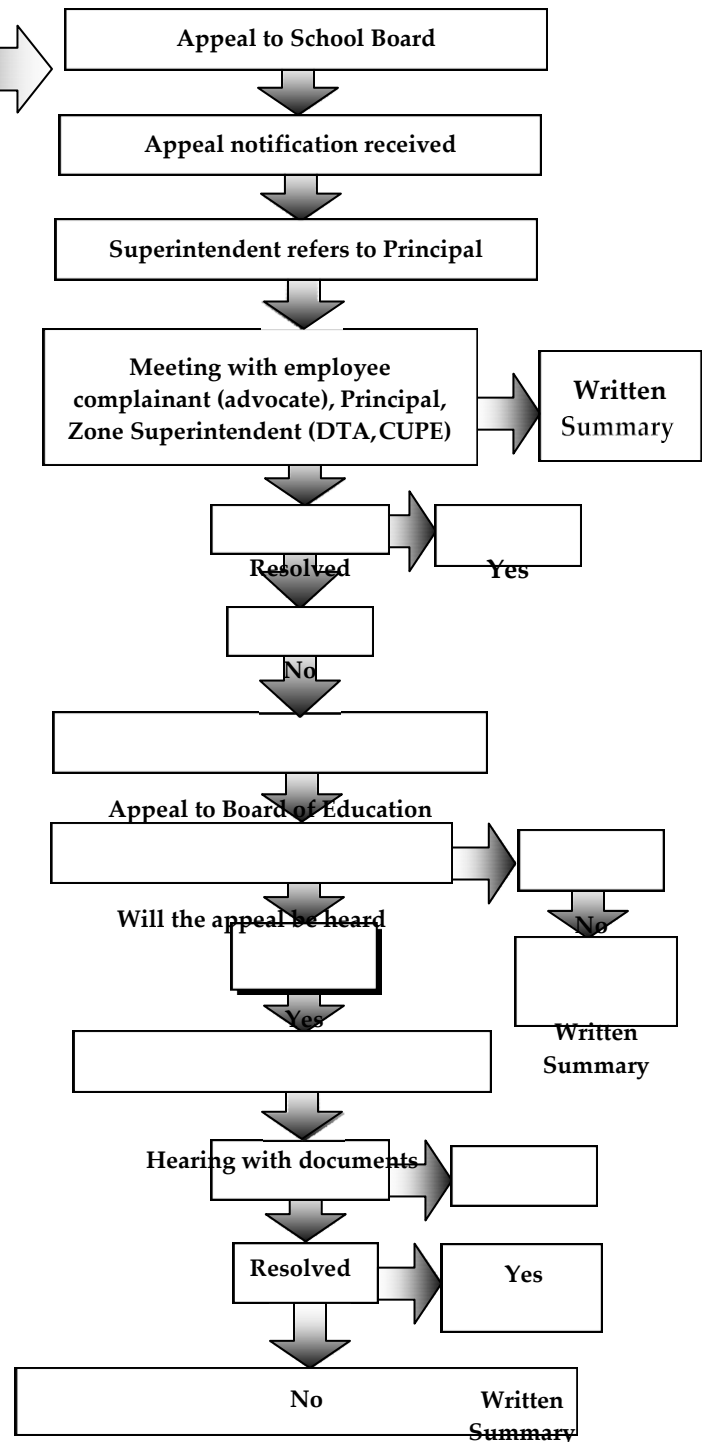 Appeal to School Board
Appeal notification received
Superintendent refers to Principal
Meeting with employee
complainant (advocate), Principal,
Zone Superintendent (DTA, CUPE)
Written
Summary
Resolved
Yes
No
Appeal to Board of Education
Will the appeal be heard
No
Yes
Written
Summary
Hearing with documents
Resolved
Yes
No
Written
Summary